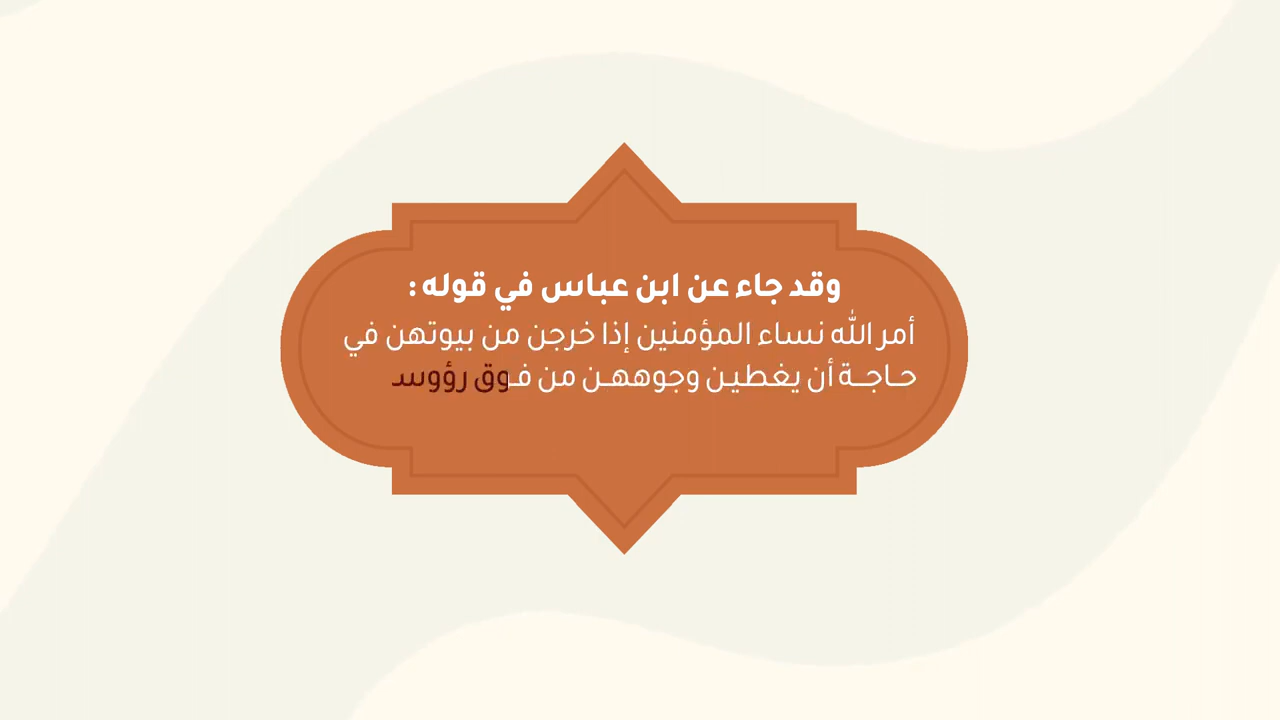 وقد جاء عن ابن عباس في قوله :
أمر الله نساء المؤمنين إذا خرجن من بيوتهن في
حاجة أن يغطين وجوههن من فوق رؤوسـ